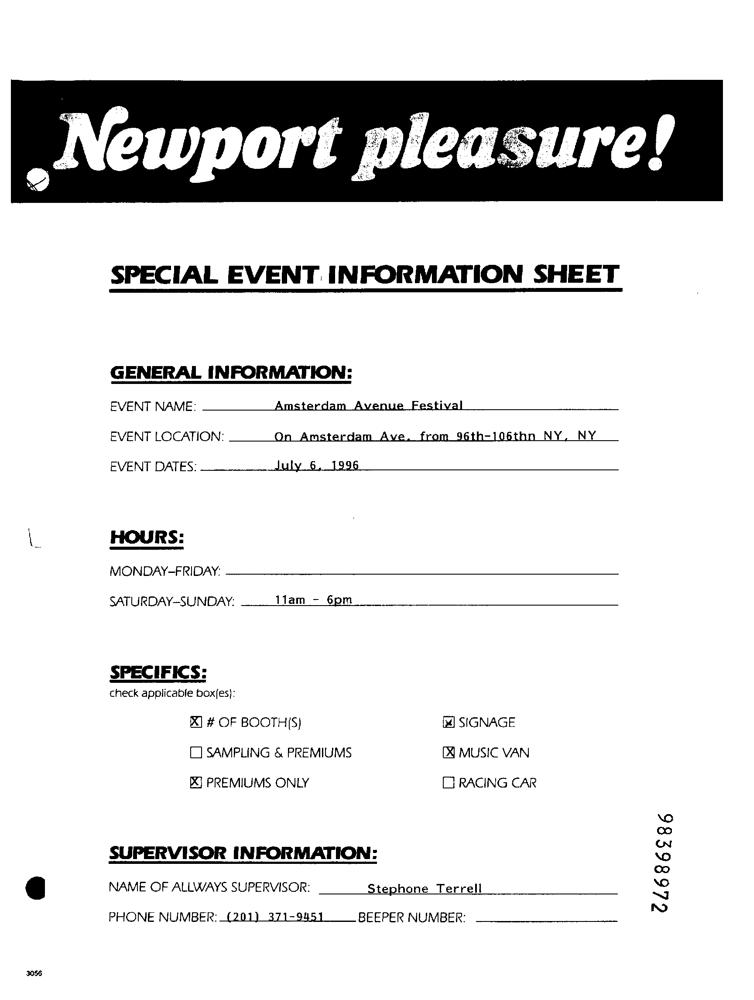 Newport pleasure!
SPECIAL EVENT INFORMATION SHEET
GENERAL INFORMATION:
EVENT NAME: Amsterdam Avenue Festival
EVENT LOCATION: On Amsterdam Ave. from 96th-106thn NY, NY
EVENT DATES: July 6, 1996
HOURS:
MONDAY–FRIDAY:
SATURDAY–SUNDAY: 11am - 6pm
SPECIFICS:
check applicable box(es):
☒ # OF BOOTH(S) ☒ SIGNAGE
☐ SAMPLING & PREMIUMS ☒ MUSIC VAN
☒ PREMIUMS ONLY ☐ RACING CAR
SUPERVISOR INFORMATION:
NAME OF ALLWAYS SUPERVISOR: Stephone Terrell
PHONE NUMBER: (201) 371-9451 BEEPER NUMBER:
98398972
3056